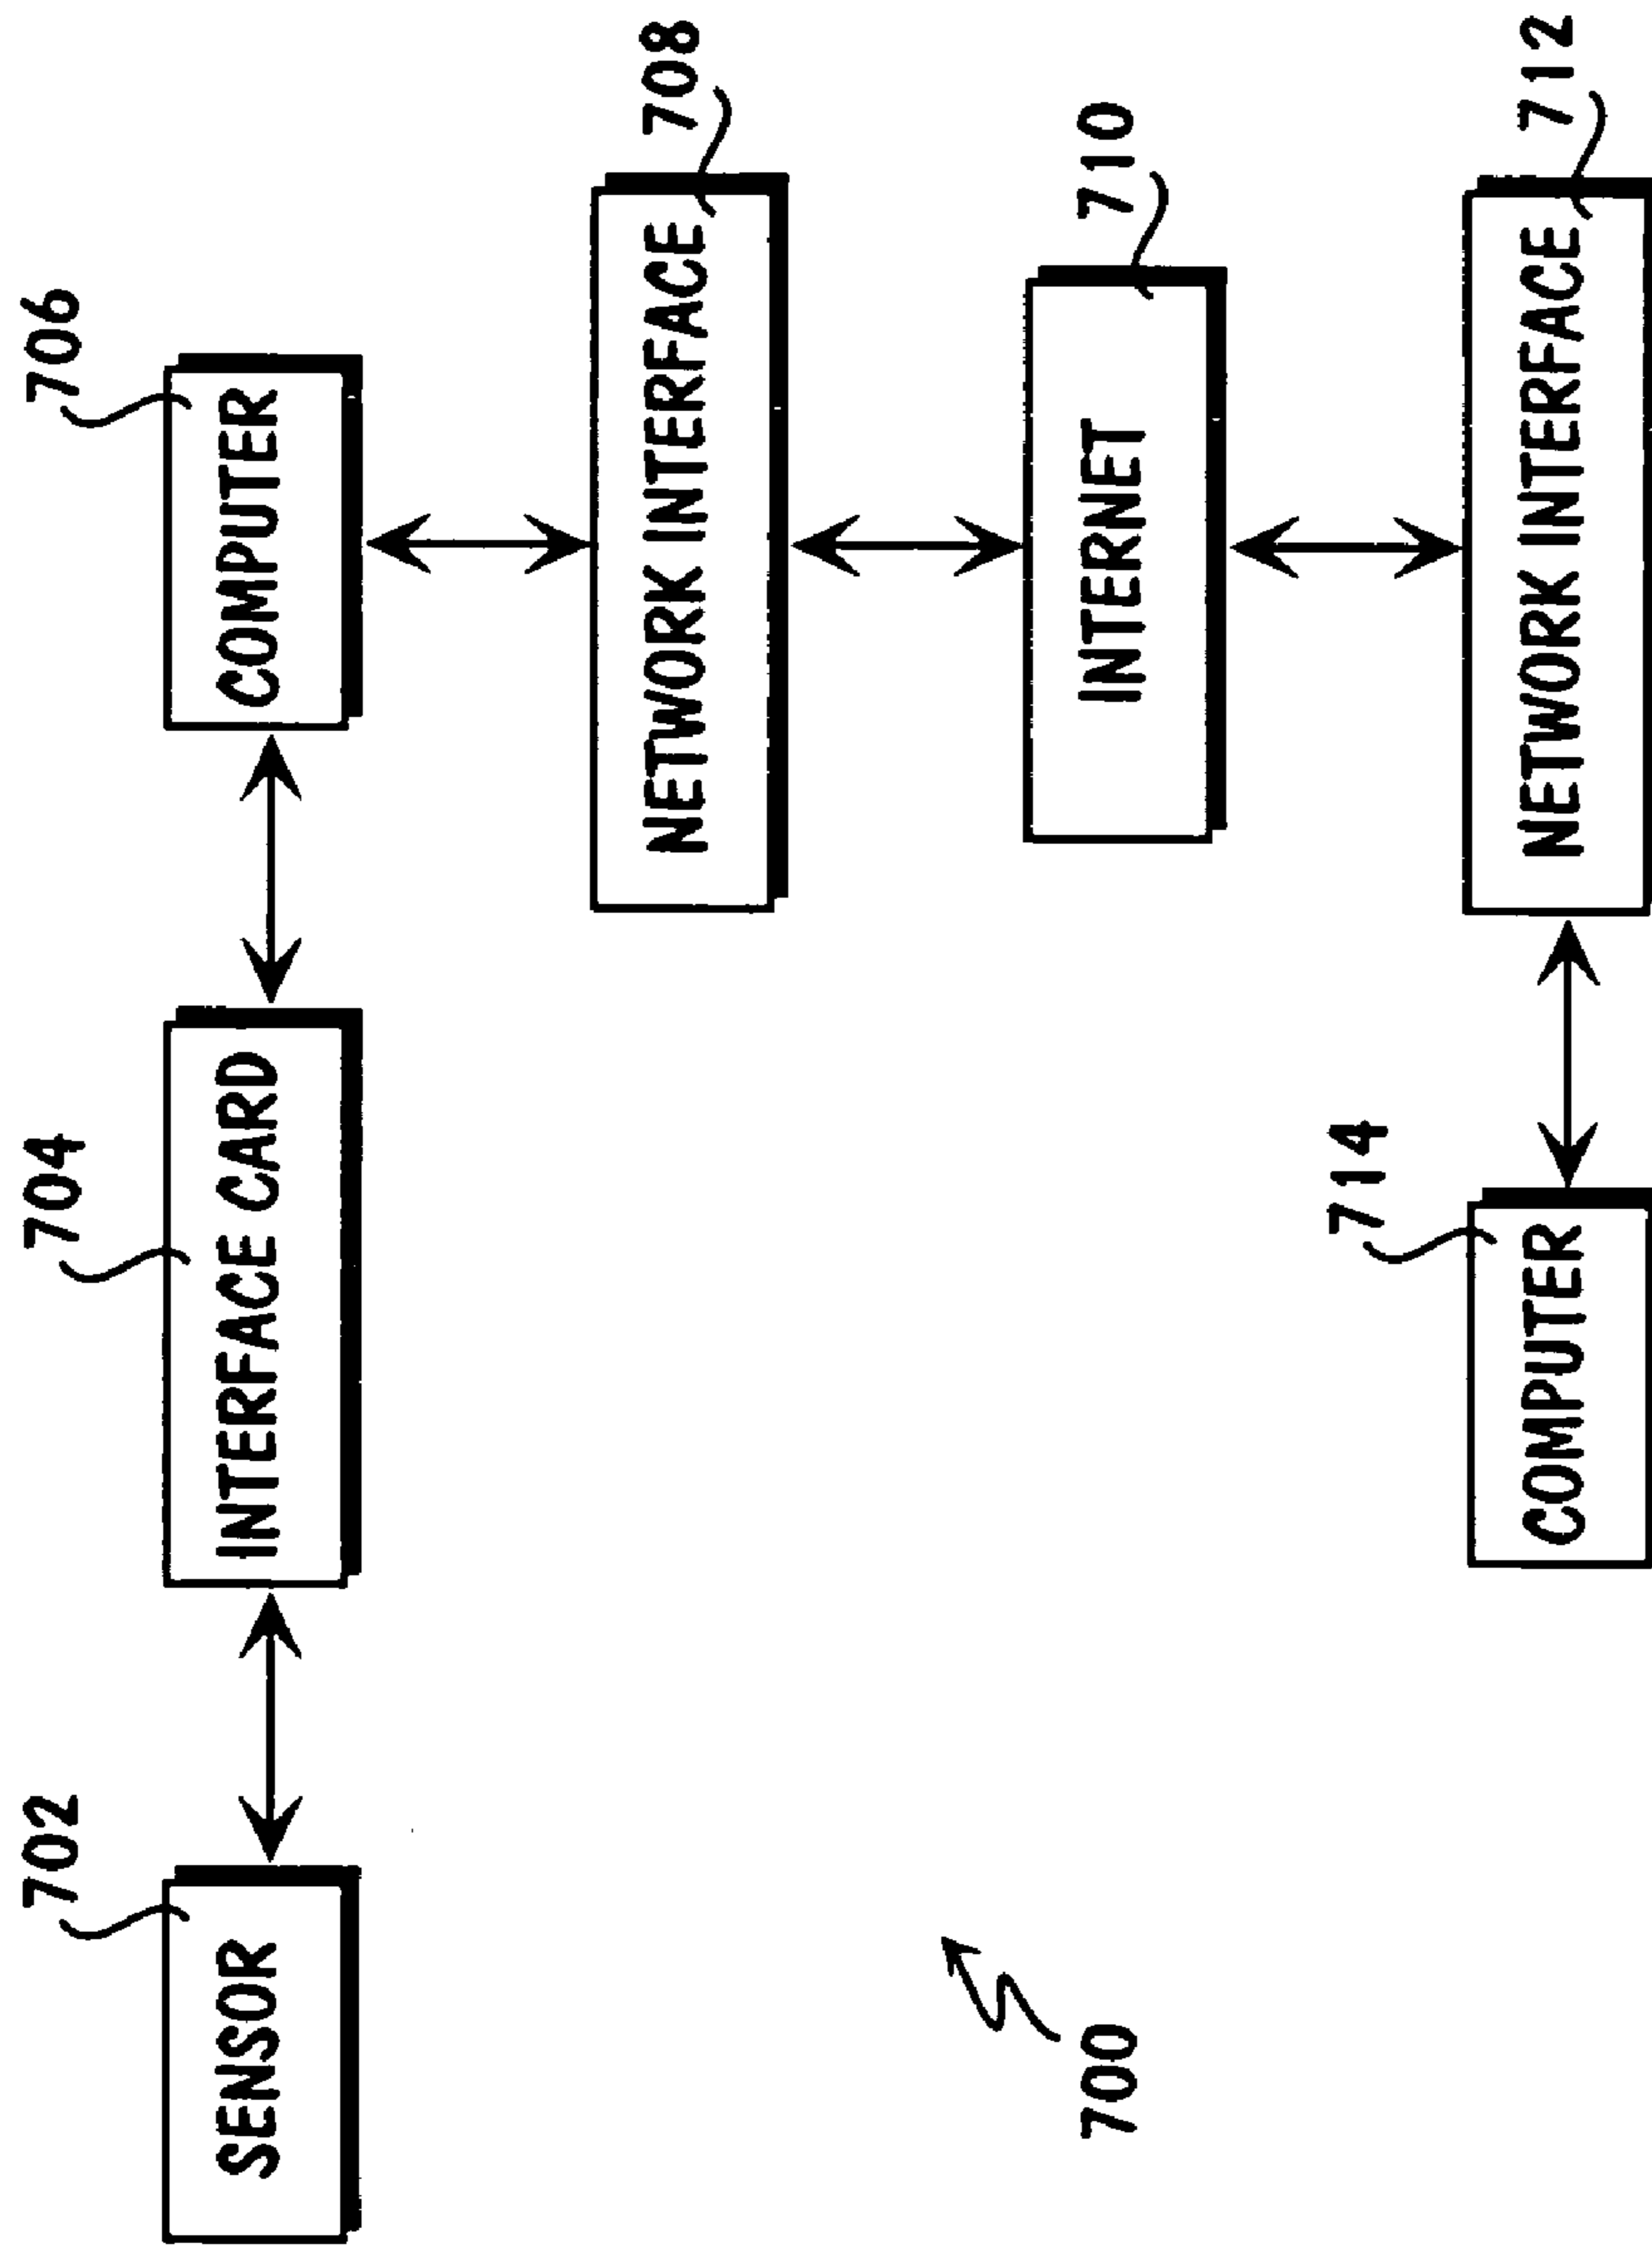 702
SENSOR
704
INTERFACE CARD
706
COMPUTER
708
NETWORK INTERFACE
710
INTERNET
712
NETWORK INTERFACE
714
COMPUTER
700